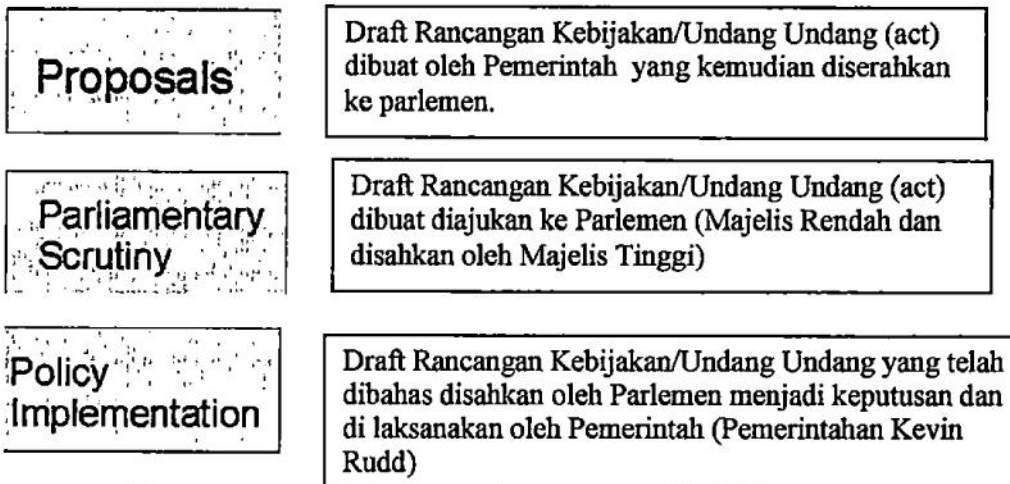 Proposals
Draft Rancangan Kebijakan/Undang Undang (act)
dibuat oleh Pemerintah yang kemudian diserahkan
ke parlemen.
Parliamentary
Scrutiny
Draft Rancangan Kebijakan/Undang Undang (act)
dibuat diajukan ke Parlemen (Majelis Rendah dan
disahkan oleh Majelis Tinggi)
Policy
Implementation
Draft Rancangan Kebijakan/Undang Undang yang telah
dibahas disahkan oleh Parlemen menjadi keputusan dan
di laksanakan oleh Pemerintah (Pemerintahan Kevin
Rudd)